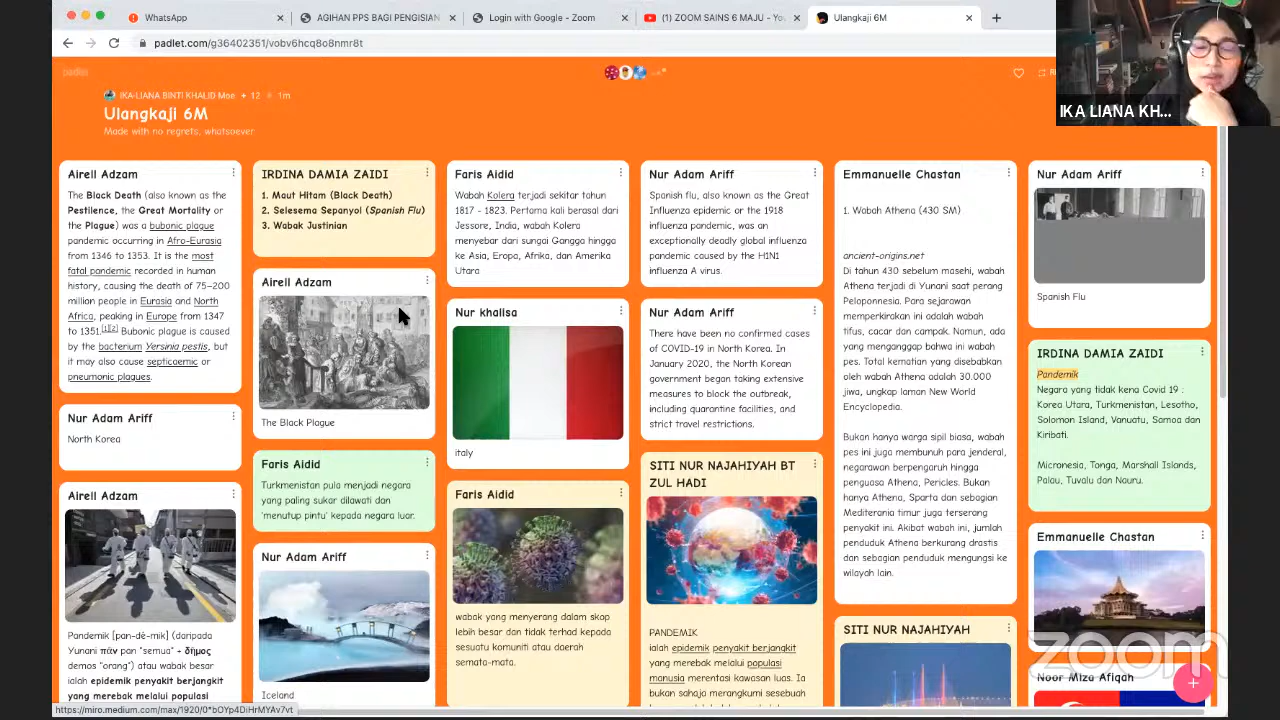 WhatsApp
AGIHAN PPS BAGI PENGISIAN
Login with Google - Zoom
(1) ZOOM SAINS 6 MAJU - Yo
Ulangkaji 6M
padlet.com/g36402351/vobv6hcq8o8nmr8t
padlet
IKA-LIANA BINTI KHALID Moe + 12 1m
Ulangkaji 6M
Made with no regrets, whatsoever
IKA LIANA KH...
Airell Adzam
The Black Death (also known as the
Pestilence, the Great Mortality or
the Plague) was a bubonic plague
pandemic occurring in Afro-Eurasia
from 1346 to 1353. It is the most
fatal pandemic recorded in human
history, causing the death of 75–200
million people in Eurasia and North
Africa, peaking in Europe from 1347
to 1351.[1][2] Bubonic plague is caused
by the bacterium Yersinia pestis, but
it may also cause septicaemic or
pneumonic plagues.
Nur Adam Ariff
North Korea
Airell Adzam
Pandemik [pan-dé-mik] (daripada
Yunani πάν pan "semua" + δῆμος
demos "orang") atau wabak besar
ialah epidemik penyakit berjangkit
yang merebak melalui populasi
IRDINA DAMIA ZAIDI
1. Maut Hitam (Black Death)
2. Selesema Sepanyol (Spanish Flu)
3. Wabak Justinian
Airell Adzam
The Black Plague
Faris Aidid
Turkmenistan pula menjadi negara
yang paling sukar dilawati dan
'menutup pintu' kepada negara luar.
Nur Adam Ariff
Iceland
Faris Aidid
Wabah Kolera terjadi sekitar tahun
1817 - 1823. Pertama kali berasal dari
Jessore, India, wabah Kolera
menyebar dari sungai Gangga hingga
ke Asia, Eropa, Afrika, dan Amerika
Utara
Nur khalisa
italy
Faris Aidid
wabak yang menyerang dalam skap
lebih besar dan tidak terhad kepada
sesuatu komuniti atau daerah
semata-mata.
Nur Adam Ariff
Spanish flu, also known as the Great
Influenza epidemic or the 1918
influenza pandemic, was an
exceptionally deadly global influenza
pandemic caused by the H1N1
influenza A virus.
Nur Adam Ariff
There have been no confirmed cases
of COVID-19 in North Korea. In
January 2020, the North Korean
government began taking extensive
measures to block the outbreak,
including quarantine facilities, and
strict travel restrictions.
SITI NUR NAJAHIYAH BT
ZUL HADI
PANDEMIK
ialah epidemik penyakit berjangkit
yang merebak melalui populasi
manusia merentasi kawasan luas. Ia
bukan sahaja merangkumi sesebuah
Emmanuelle Chastan
1. Wabah Athena (430 SM)
ancient-origins.net
Di tahun 430 sebelum masehi, wabah
Athena terjadi di Yunani saat perang
Peloponnesia. Para sejarawan
memperkirakan ini adalah wabah
tifus, cacar dan campak. Namun, ada
yang menganggap bahwa ini wabah
pes. Total kematian yang disebabkan
oleh wabah Athena adalah 30.000
jiwa, ungkap laman New World
Encyclopedia.
Bukan hanya warga sipil biasa, wabah
pes ini juga membunuh para jenderal,
negarawan berpengaruh hingga
penguasa Athena, Pericles. Bukan
hanya Athena, Sparta dan sebagian
Mediterania timur juga terserang
penyakit ini. Akibat wabah ini, jumlah
penduduk Athena berkurang drastis
dan sebagian penduduk mengungsi ke
wilayah lain.
SITI NUR NAJAHIYAH
Nur Adam Ariff
Spanish Flu
IRDINA DAMIA ZAIDI
Pandemik
Negara yang tidak kena Covid 19 :
Korea Utara, Turkmenistan, Lesotho,
Solomon Island, Vanuatu, Samoa dan
Kiribati.
Micronesia, Tonga, Marshall Islands,
Palau, Tuvalu dan Nauru.
Emmanuelle Chastan
Noor Miza Afiqah
zoom
https://miro.medium.com/max/1920/0*bOYp4DiHrMYAv7vt